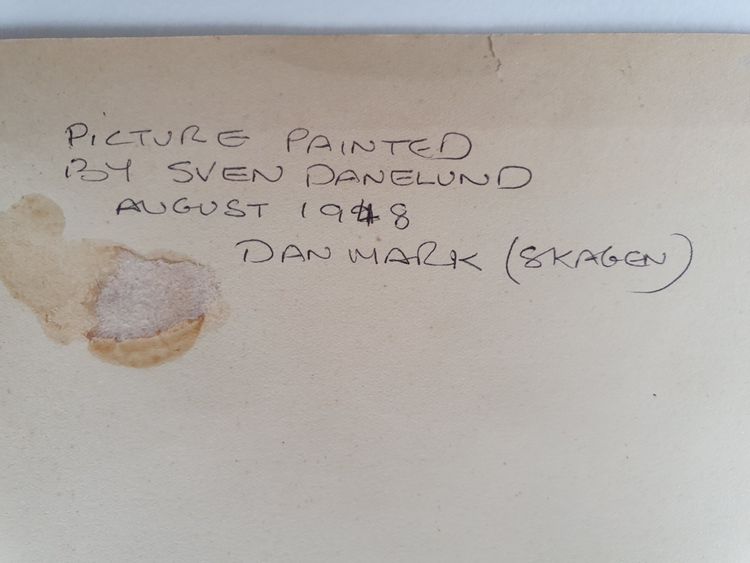 PICTURE PAINTED
BY SVEN DANELUND
AUGUST 1948
DANMARK (SKAGEN)